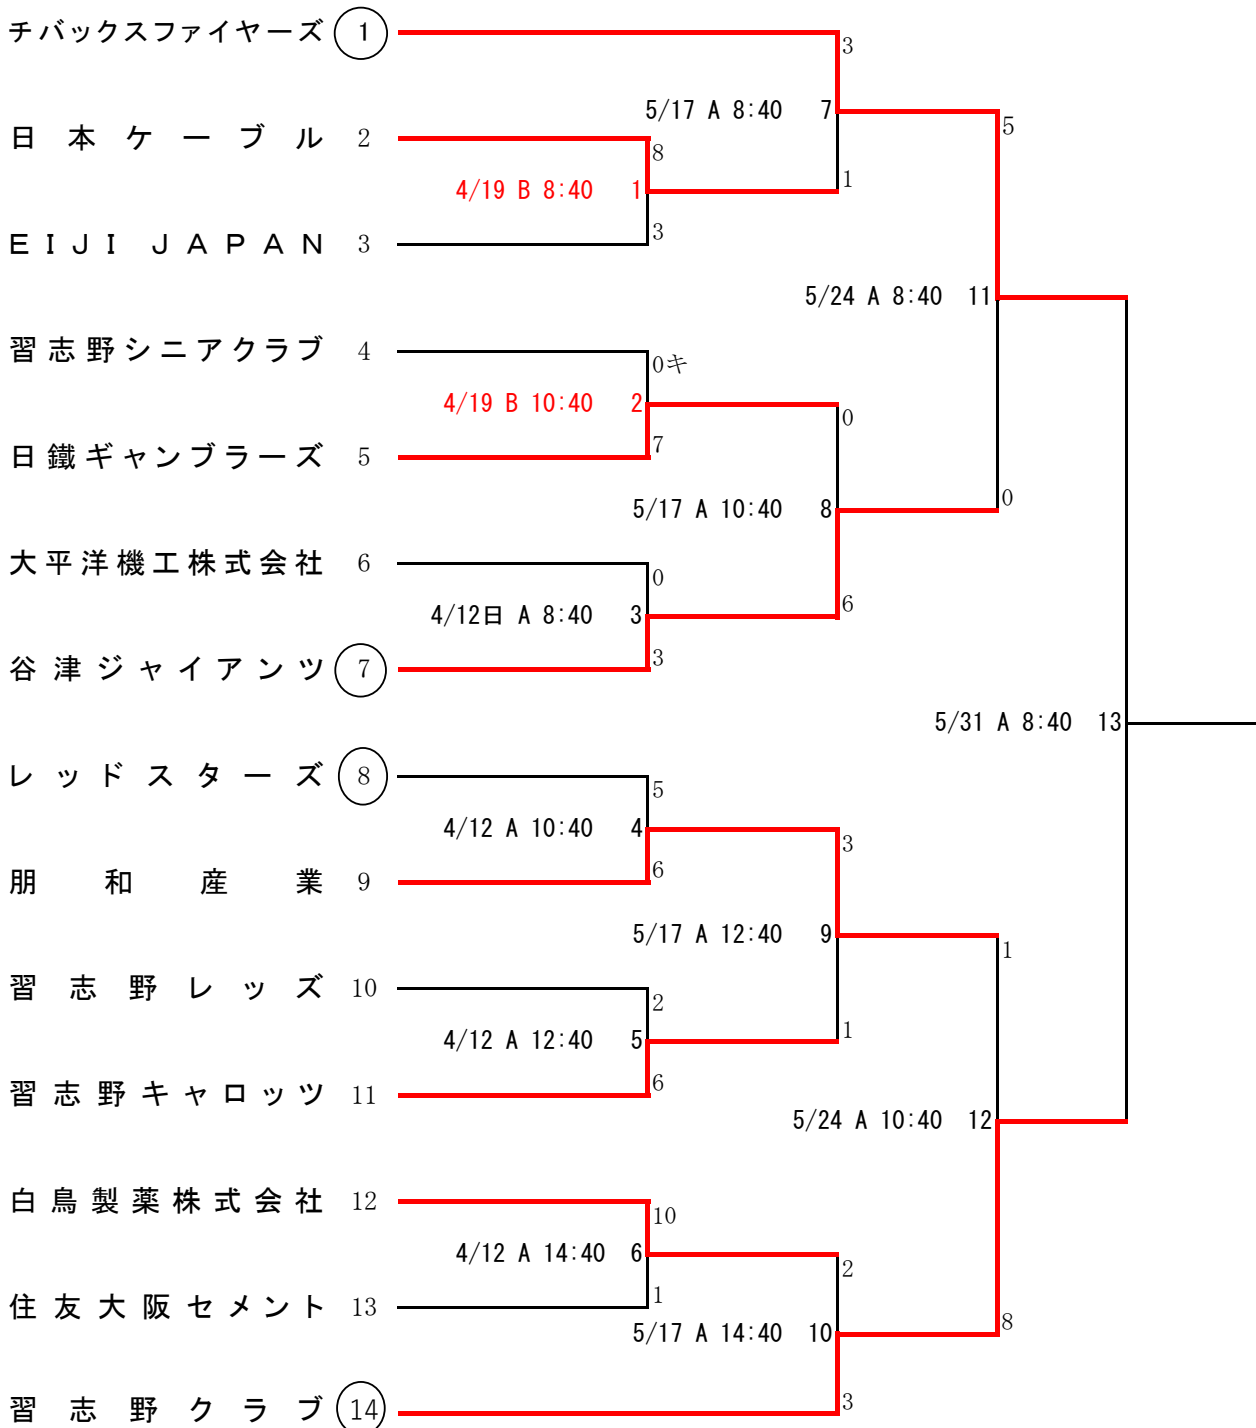 チバックスファイヤーズ 1
3
5/17 A 8:40 7
5
日本ケーブル 2
8
4/19 B 8:40 1
1
3
EIJI JAPAN 3
5/24 A 8:40 11
習志野シニアクラブ 4
0キ
4/19 B 10:40 2
0
7
日鐵ギャンブラーズ 5
0
5/17 A 10:40 8
大平洋機工株式会社 6
0
6
4/12日 A 8:40 3
3
谷津ジャイアンツ 7
5/31 A 8:40 13
レッドスターズ 8
5
4/12 A 10:40 4
3
6
朋和産業 9
5/17 A 12:40 9
1
習志野レッズ 10
2
1
4/12 A 12:40 5
6
習志野キャロッツ 11
5/24 A 10:40 12
白鳥製薬株式会社 12
10
4/12 A 14:40 6
2
1
住友大阪セメント 13
8
5/17 A 14:40 10
3
習志野クラブ 14